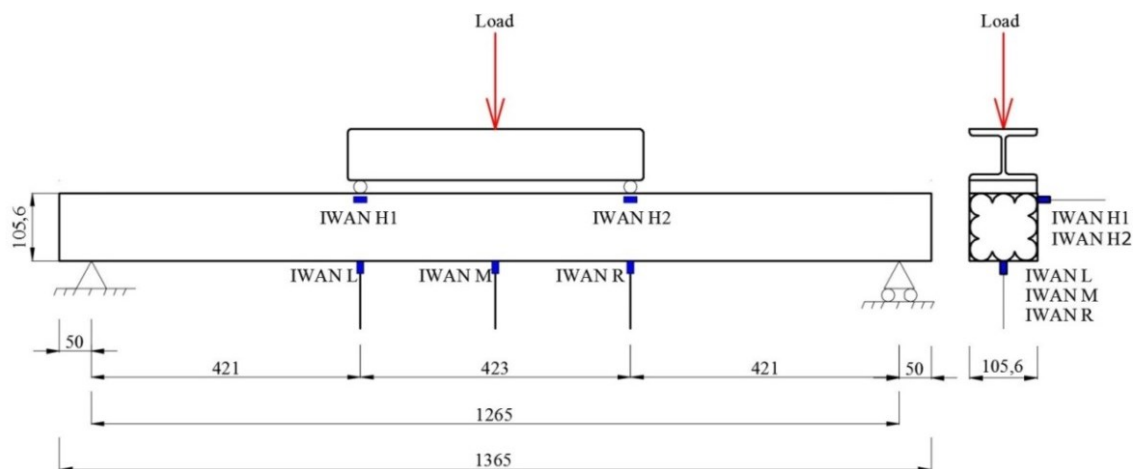 Load
Load
IWAN H1
IWAN H2
IWAN H1
IWAN H2
105,6
IWAN L
IWAN M
IWAN R
IWAN L
IWAN M
IWAN R
50
421
423
421
50
105,6
1265
1365